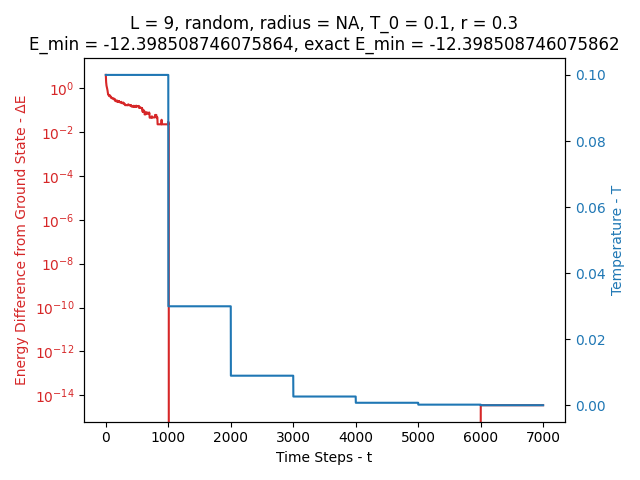 L = 9, random, radius = NA, T_0 = 0.1, r = 0.3
E_min = -12.398508746075864, exact E_min = -12.398508746075862
Energy Difference from Ground State - ΔE
10^0
10^-2
10^-4
10^-6
10^-8
10^-10
10^-12
10^-14
0.10
0.08
0.06
0.04
0.02
0.00
Temperature - T
0 1000 2000 3000 4000 5000 6000 7000
Time Steps - t